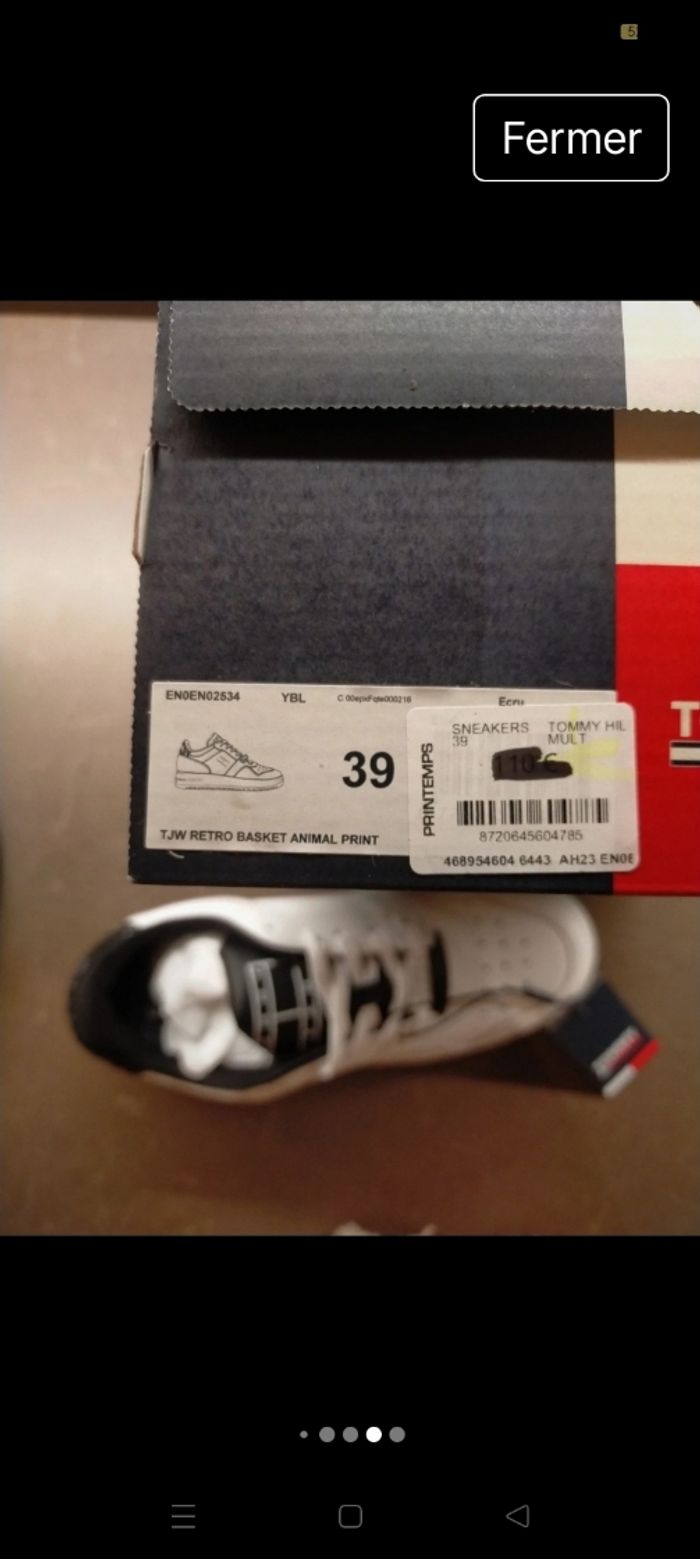 Fermer
EN0EN02534 YBL Ecru
39
TJW RETRO BASKET ANIMAL PRINT
PRINTEMPS
SNEAKERS TOMMY HIL
39 MULT
110 €
8720645604785
468954604 6443 AH23 EN0E
T